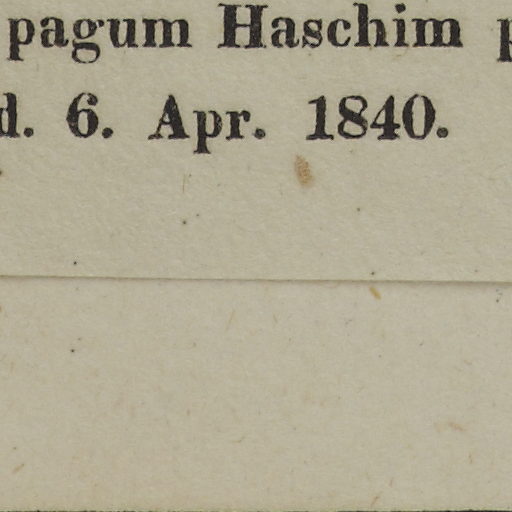 pagum Haschim
d. 6. Apr. 1840.